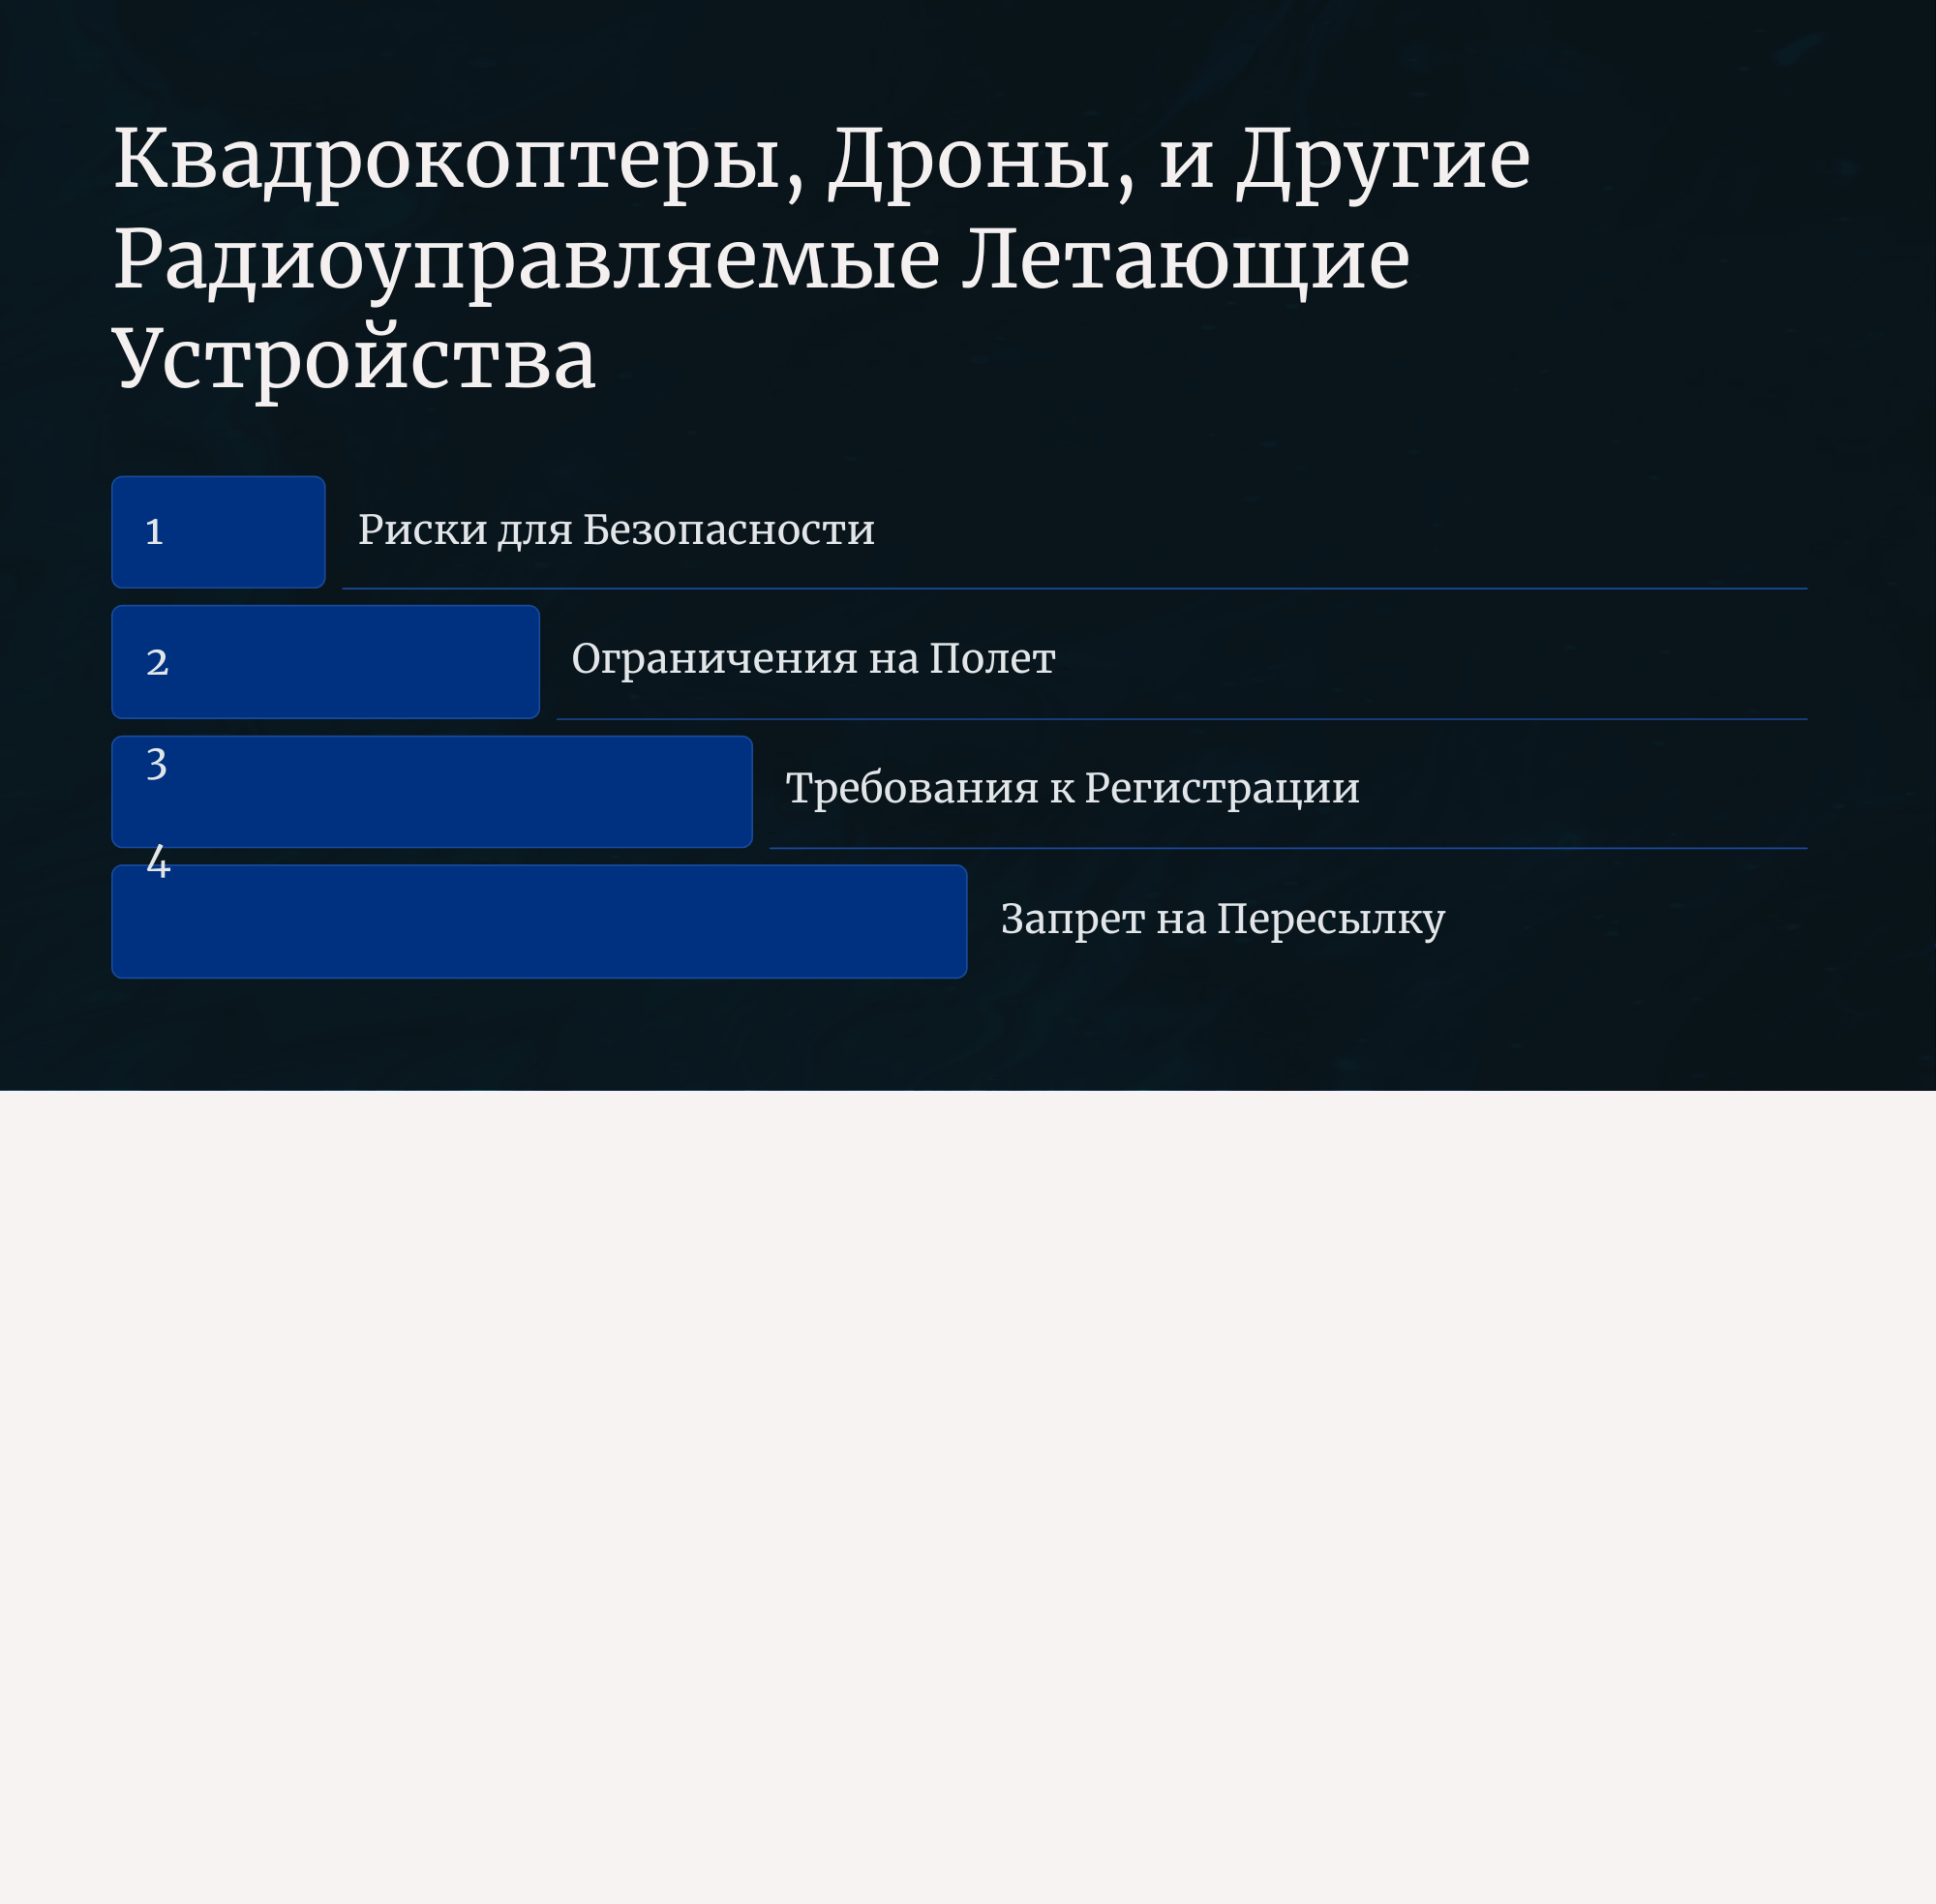 Квадрокоптеры, Дроны, и Другие
Радиоуправляемые Летающие
Устройства
1
Риски для Безопасности
2
Ограничения на Полет
3
Требования к Регистрации
4
Запрет на Пересылку